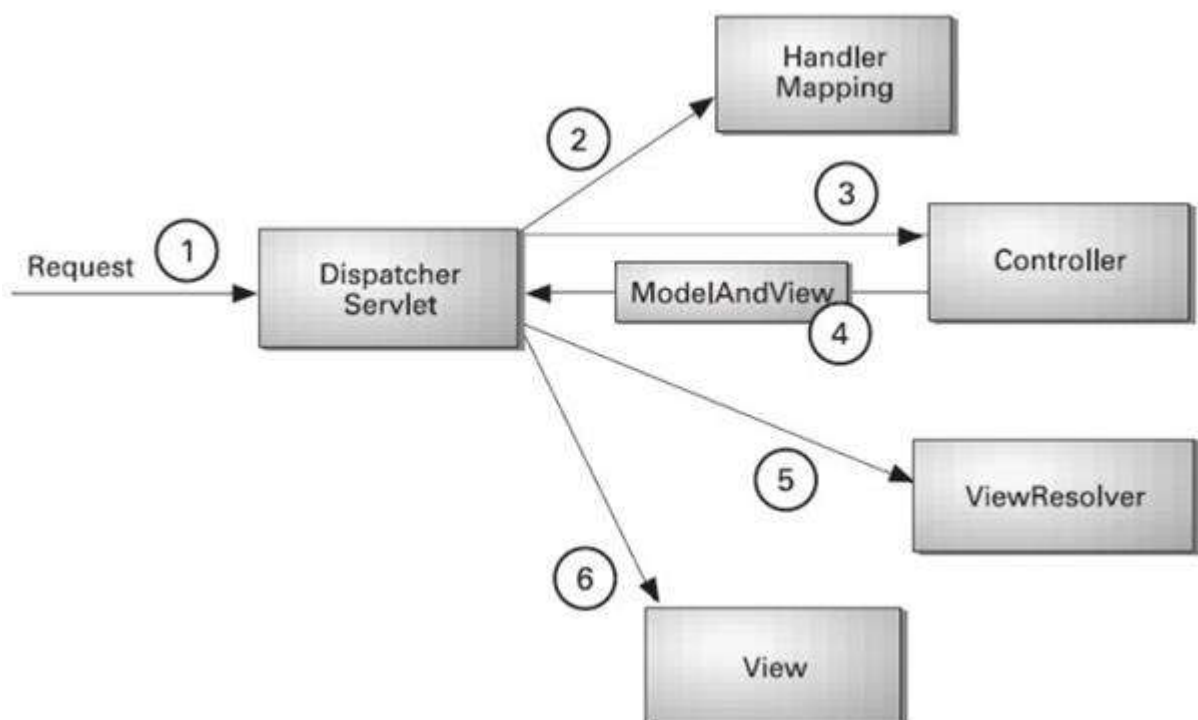 Handler
Mapping
2
3
1
Request
Dispatcher
Servlet
Controller
ModelAndView
4
5
ViewResolver
6
View